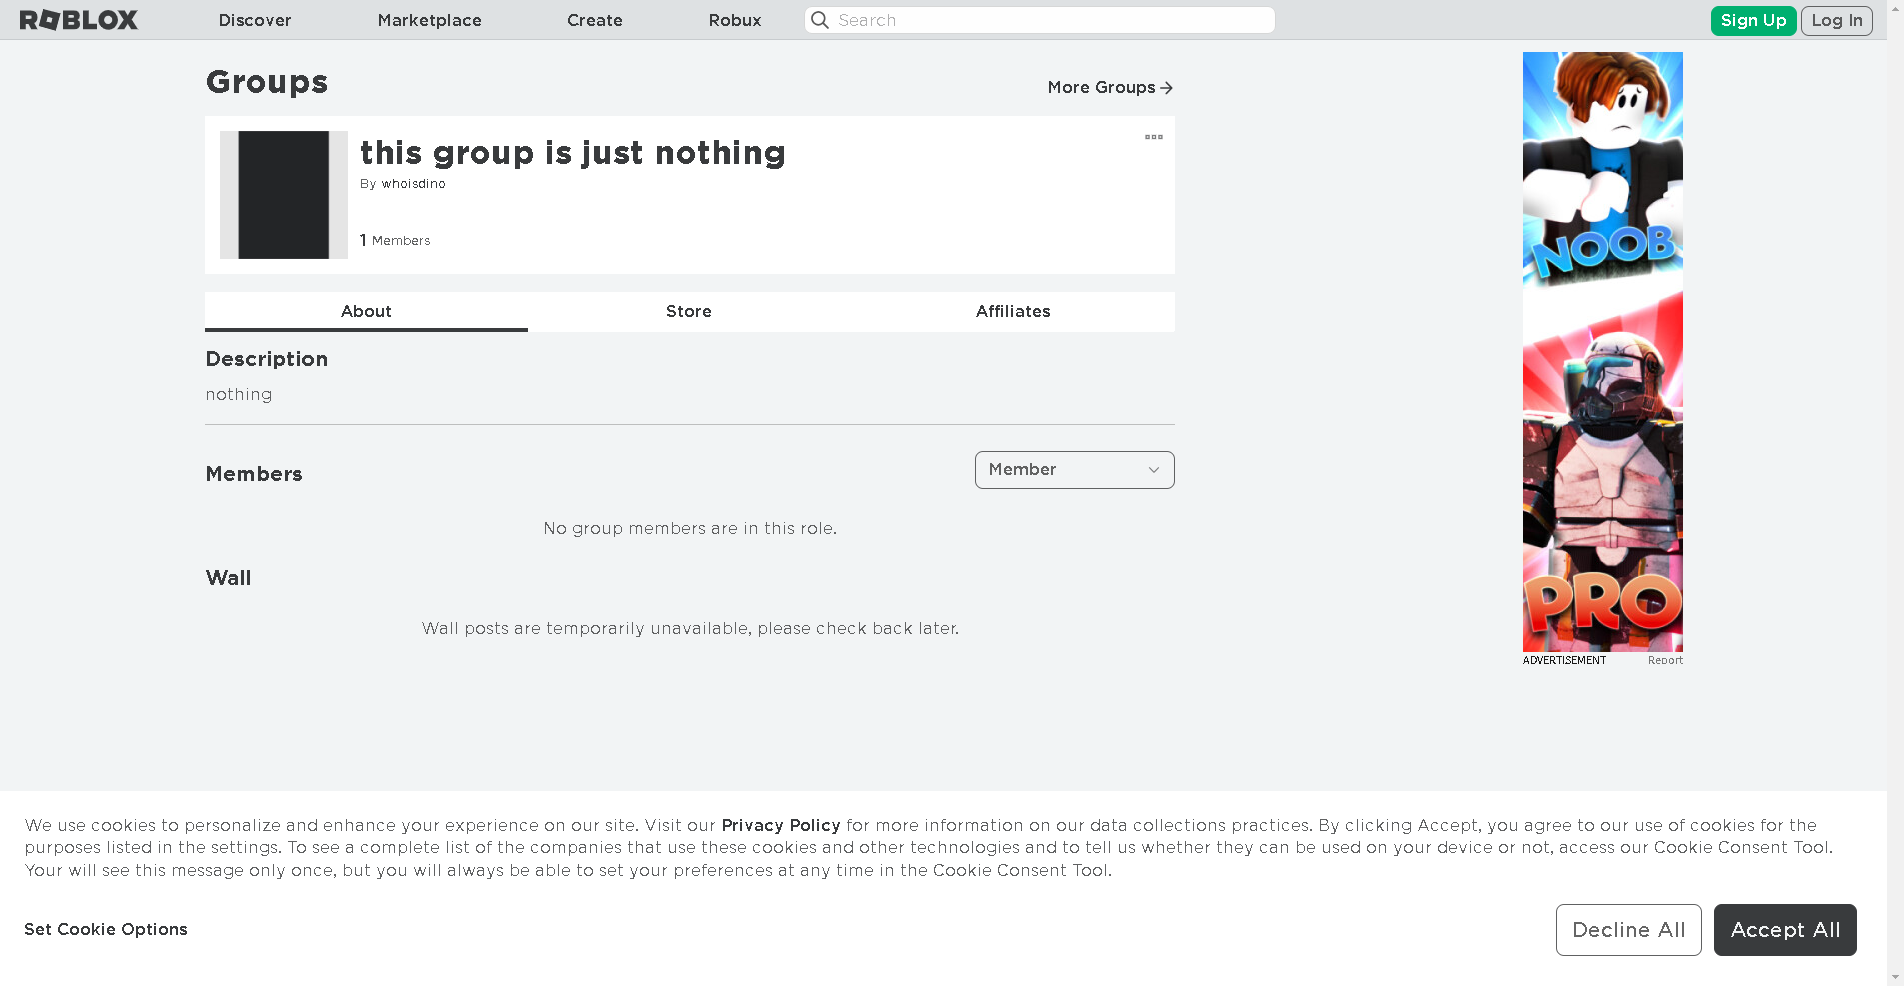 ROBLOX
Discover
Marketplace
Create
Robux
Search
Sign Up
Log In
Groups
More Groups
this group is just nothing
By whoisdino
1 Members
About
Store
Affiliates
Description
nothing
Members
Member
No group members are in this role.
Wall
Wall posts are temporarily unavailable, please check back later.
NOOB
PRO
ADVERTISEMENT
Report
We use cookies to personalize and enhance your experience on our site. Visit our Privacy Policy for more information on our data collections practices. By clicking Accept, you agree to our use of cookies for the
purposes listed in the settings. To see a complete list of the companies that use these cookies and other technologies and to tell us whether they can be used on your device or not, access our Cookie Consent Tool.
Your will see this message only once, but you will always be able to set your preferences at any time in the Cookie Consent Tool.
Set Cookie Options
Decline All
Accept All